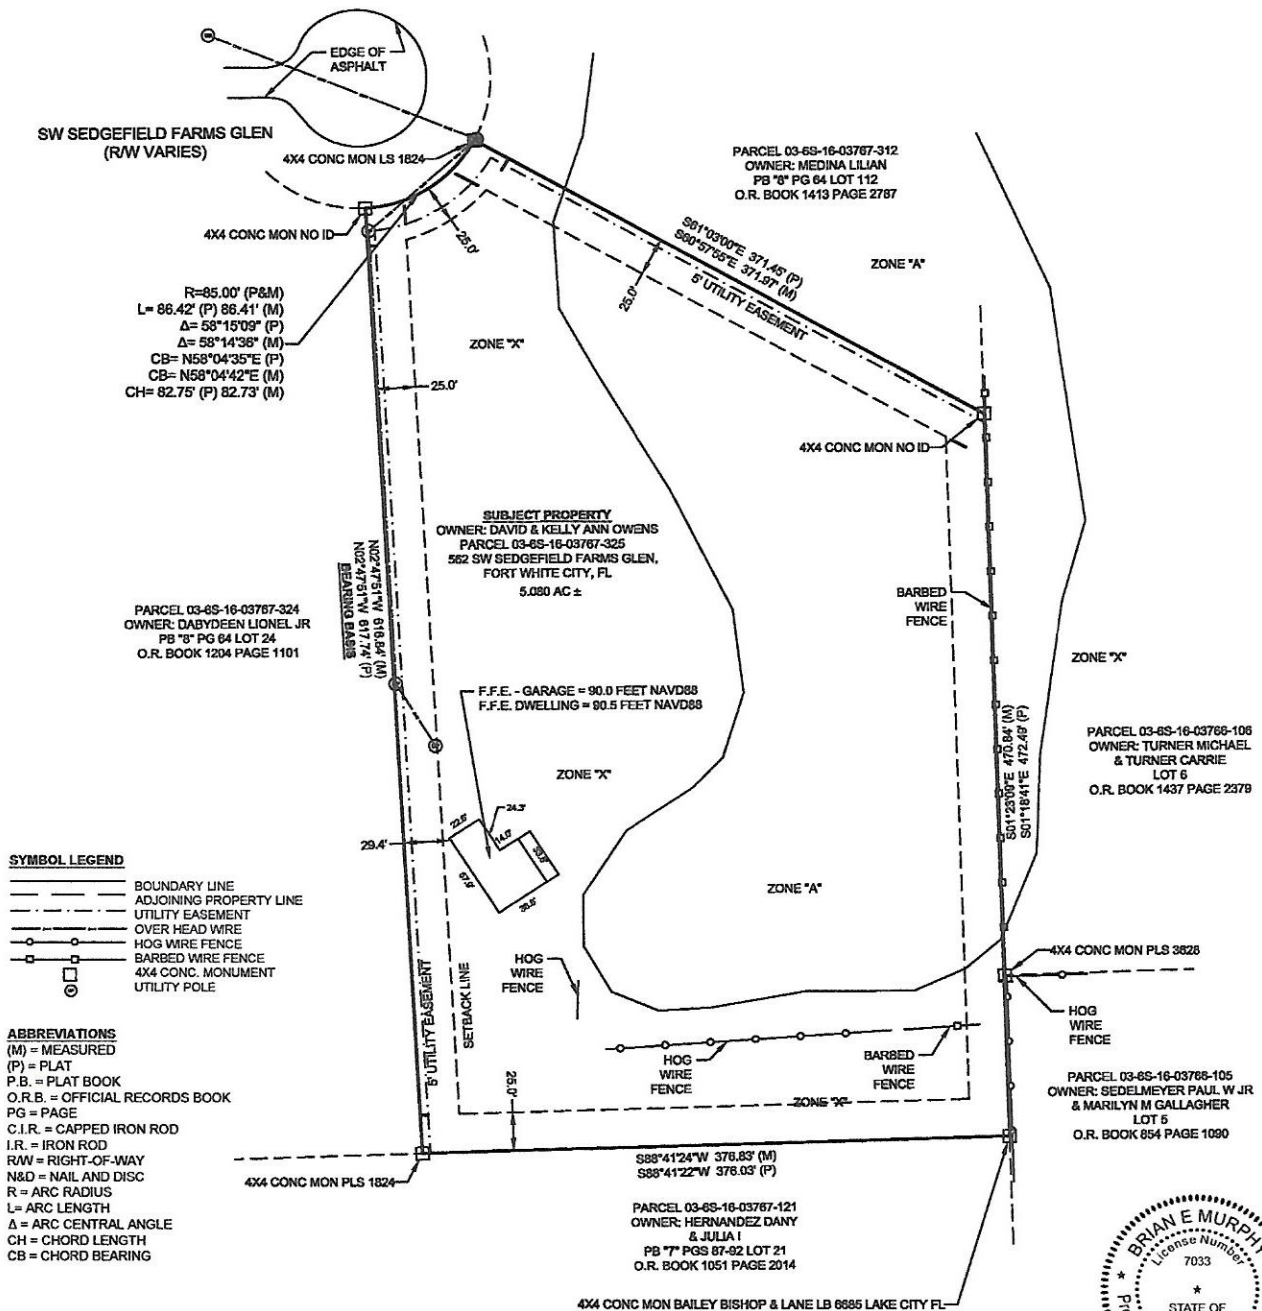 EDGE OF
ASPHALT
SW SEDGEFIELD FARMS GLEN
(R/W VARIES)
4X4 CONC MON LS 1824
4X4 CONC MON NO ID
25.0'
R=85.00' (P&M)
L= 86.42' (P) 86.41' (M)
Δ= 58°15'09" (P)
Δ= 58°14'36" (M)
CB= N58°04'35"E (P)
CB= N58°04'42"E (M)
CH= 82.75' (P) 82.73' (M)
PARCEL 03-6S-16-03767-312
OWNER: MEDINA LILIAN
PB "8" PG 64 LOT 112
O.R. BOOK 1413 PAGE 2787
S61°03'00"E 371.45' (P)
S60°57'55"E 371.97' (M)
5' UTILITY EASEMENT
25.0'
ZONE "A"
ZONE "X"
25.0'
4X4 CONC MON NO ID
SUBJECT PROPERTY
OWNER: DAVID & KELLY ANN OWENS
PARCEL 03-6S-16-03767-325
562 SW SEDGEFIELD FARMS GLEN,
FORT WHITE CITY, FL
5.080 AC ±
N02°47'51"W 616.84' (M)
N02°47'51"W 617.74' (P)
BEARING BASIS
PARCEL 03-6S-16-03767-324
OWNER: DABYDEEN LIONEL JR
PB "8" PG 64 LOT 24
O.R. BOOK 1204 PAGE 1101
BARBED
WIRE
FENCE
ZONE "X"
F.F.E. - GARAGE = 90.0 FEET NAVD88
F.F.E. DWELLING = 90.5 FEET NAVD88
S01°23'09"E 470.84' (M)
S01°18'41"E 472.49' (P)
PARCEL 03-6S-16-03766-106
OWNER: TURNER MICHAEL
& TURNER CARRIE
LOT 6
O.R. BOOK 1437 PAGE 2379
ZONE "X"
24.3'
14.0'
29.4'
ZONE "A"
SYMBOL LEGEND
BOUNDARY LINE
ADJOINING PROPERTY LINE
UTILITY EASEMENT
OVER HEAD WIRE
HOG WIRE FENCE
BARBED WIRE FENCE
4X4 CONC. MONUMENT
UTILITY POLE
HOG
WIRE
FENCE
4X4 CONC MON PLS 3628
HOG
WIRE
FENCE
5' UTILITY EASEMENT
SETBACK LINE
HOG
WIRE
FENCE
BARBED
WIRE
FENCE
ZONE "X"
25.0'
PARCEL 03-6S-16-03766-105
OWNER: SEDELMEYER PAUL W JR
& MARILYN M GALLAGHER
LOT 5
O.R. BOOK 854 PAGE 1090
ABBREVIATIONS
(M) = MEASURED
(P) = PLAT
P.B. = PLAT BOOK
O.R.B. = OFFICIAL RECORDS BOOK
PG = PAGE
C.I.R. = CAPPED IRON ROD
I.R. = IRON ROD
R/W = RIGHT-OF-WAY
N&D = NAIL AND DISC
R = ARC RADIUS
L= ARC LENGTH
Δ = ARC CENTRAL ANGLE
CH = CHORD LENGTH
CB = CHORD BEARING
4X4 CONC MON PLS 1824
S88°41'24"W 376.83' (M)
S88°41'22"W 376.03' (P)
PARCEL 03-6S-16-03767-121
OWNER: HERNANDEZ DANY
& JULIA I
PB "7" PGS 87-92 LOT 21
O.R. BOOK 1051 PAGE 2014
4X4 CONC MON BAILEY BISHOP & LANE LB 6685 LAKE CITY FL
BRIAN E MURPHY
License Number
7033
STATE OF